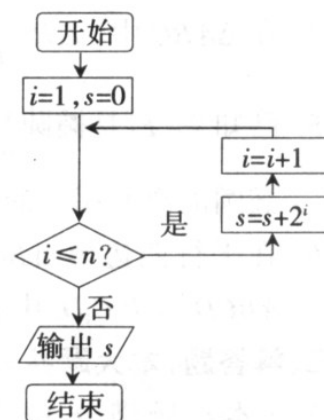 开始
i=1,s=0
i=i+1
s=s+2^i
是
i≤n?
否
输出 s
结束